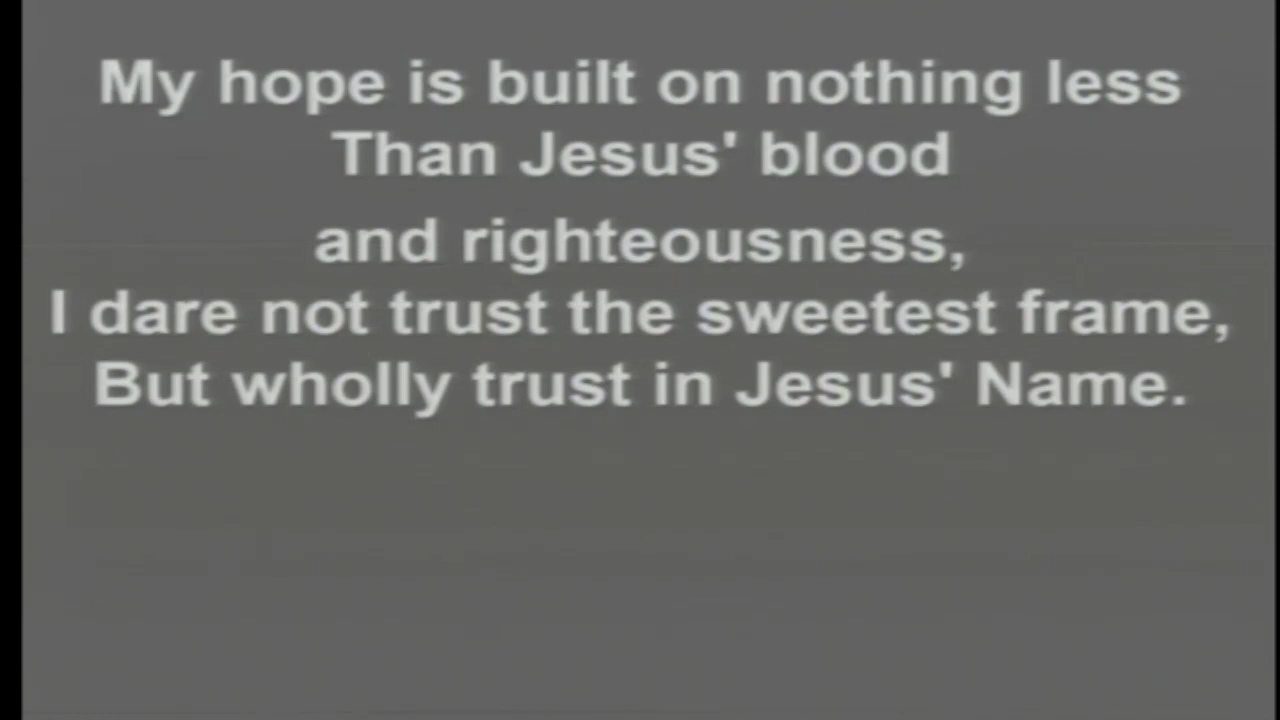 My hope is built on nothing less
Than Jesus' blood
and righteousness,
I dare not trust the sweetest frame,
But wholly trust in Jesus' Name.